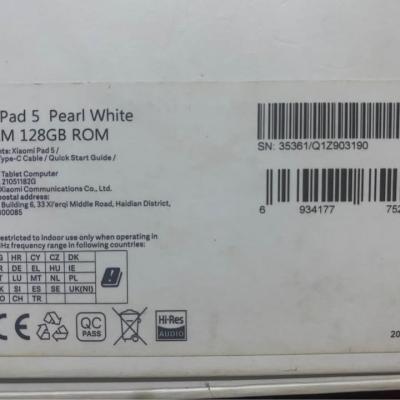 Pad 5 Pearl White
M 128GB ROM
nts: Xiaomi Pad 5 /
Type-C Cable / Quick Start Guide /
Tablet Computer
21051182G
Xiaomi Communications Co., Ltd.
postal address:
Building 6, 33 Xi'erqi Middle Road, Haidian District,
00085
SN: 35361/Q1Z903190
6 934177 752
estricted to indoor use only when operating in
Hz frequency range in following countries:
G HR CY CZ DK
R DE EL HU IE
T LU MT NL PL
K SI ES SE UK(NI)
O CH TR
CE
QC
PASS
Hi-Res
AUDIO
20